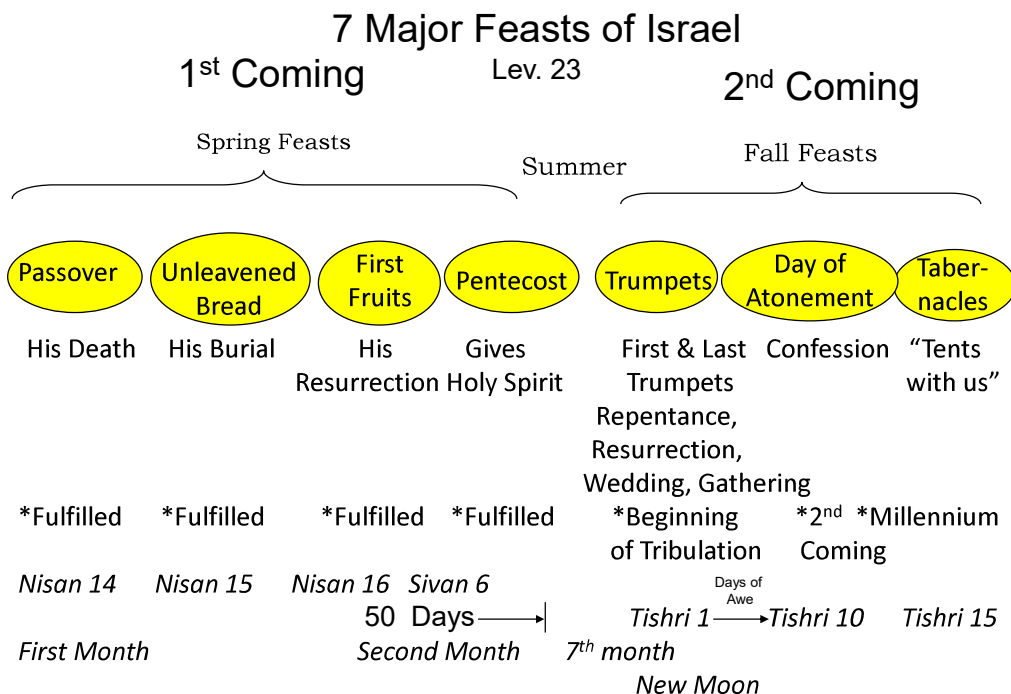 7 Major Feasts of Israel
1st Coming
Lev. 23
2nd Coming
Spring Feasts
Summer
Fall Feasts
Passover
Unleavened
Bread
First
Fruits
Pentecost
Trumpets
Day of
Atonement
Taber-
nacles
His Death
His Burial
His
Resurrection
Gives
Holy Spirit
First & Last
Trumpets
Repentance,
Resurrection,
Wedding, Gathering
Confession
“Tents
with us”
*Fulfilled
*Fulfilled
*Fulfilled
*Fulfilled
*Beginning
of Tribulation
*2nd
Coming
*Millennium
Nisan 14
Nisan 15
Nisan 16
Sivan 6
50 Days
Days of
Awe
Tishri 1
Tishri 10
Tishri 15
First Month
Second Month
7th month
New Moon